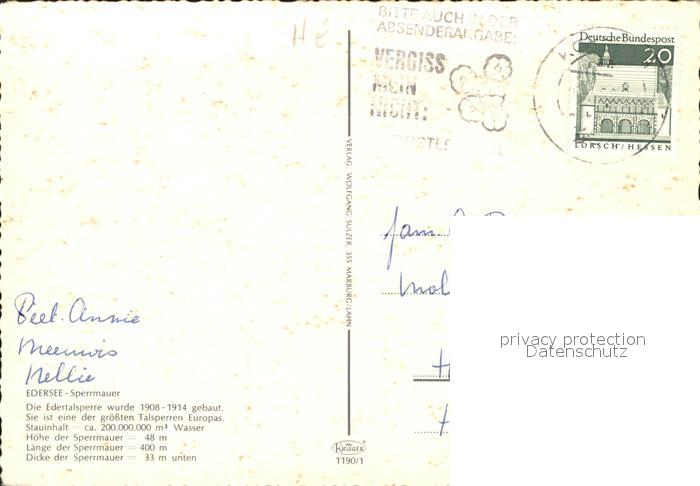 BITTE AUCH IN DER
ABSENDERANGABE:
VERGISS
MEIN
NICHT:
Deutsche Bundespost
20
LORSCH/HESSEN
VERLAG WOLFGANG SULZER, 355 MARBURG/LAHN
Piet. Annie
Nellie
EDERSEE - Sperrmauer
Die Edertalsperre wurde 1908-1914 gebaut.
Sie ist eine der größten Talsperren Europas.
Stauinhalt = ca. 200.000.000 m³ Wasser
Höhe der Sperrmauer = 48 m
Länge der Sperrmauer = 400 m
Dicke der Sperrmauer = 33 m unten
KRÜGER
1190/1
Fam.
privacy protection
Datenschutz